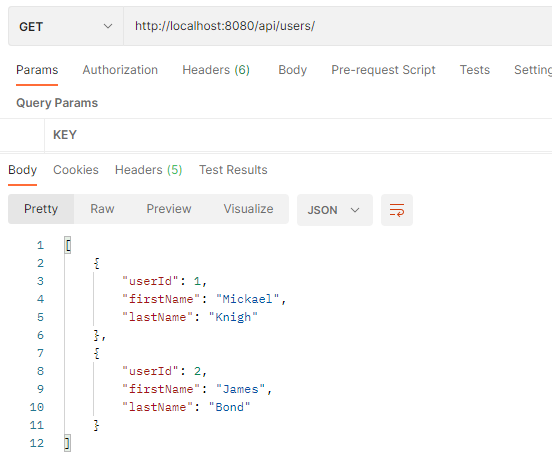 GET http://localhost:8080/api/users/
Params Authorization Headers (6) Body Pre-request Script Tests Setting
Query Params
KEY
Body Cookies Headers (5) Test Results
Pretty Raw Preview Visualize JSON
1 [
2 {
3 "userId": 1,
4 "firstName": "Mickael",
5 "lastName": "Knigh"
6 },
7 {
8 "userId": 2,
9 "firstName": "James",
10 "lastName": "Bond"
11 }
12 ]